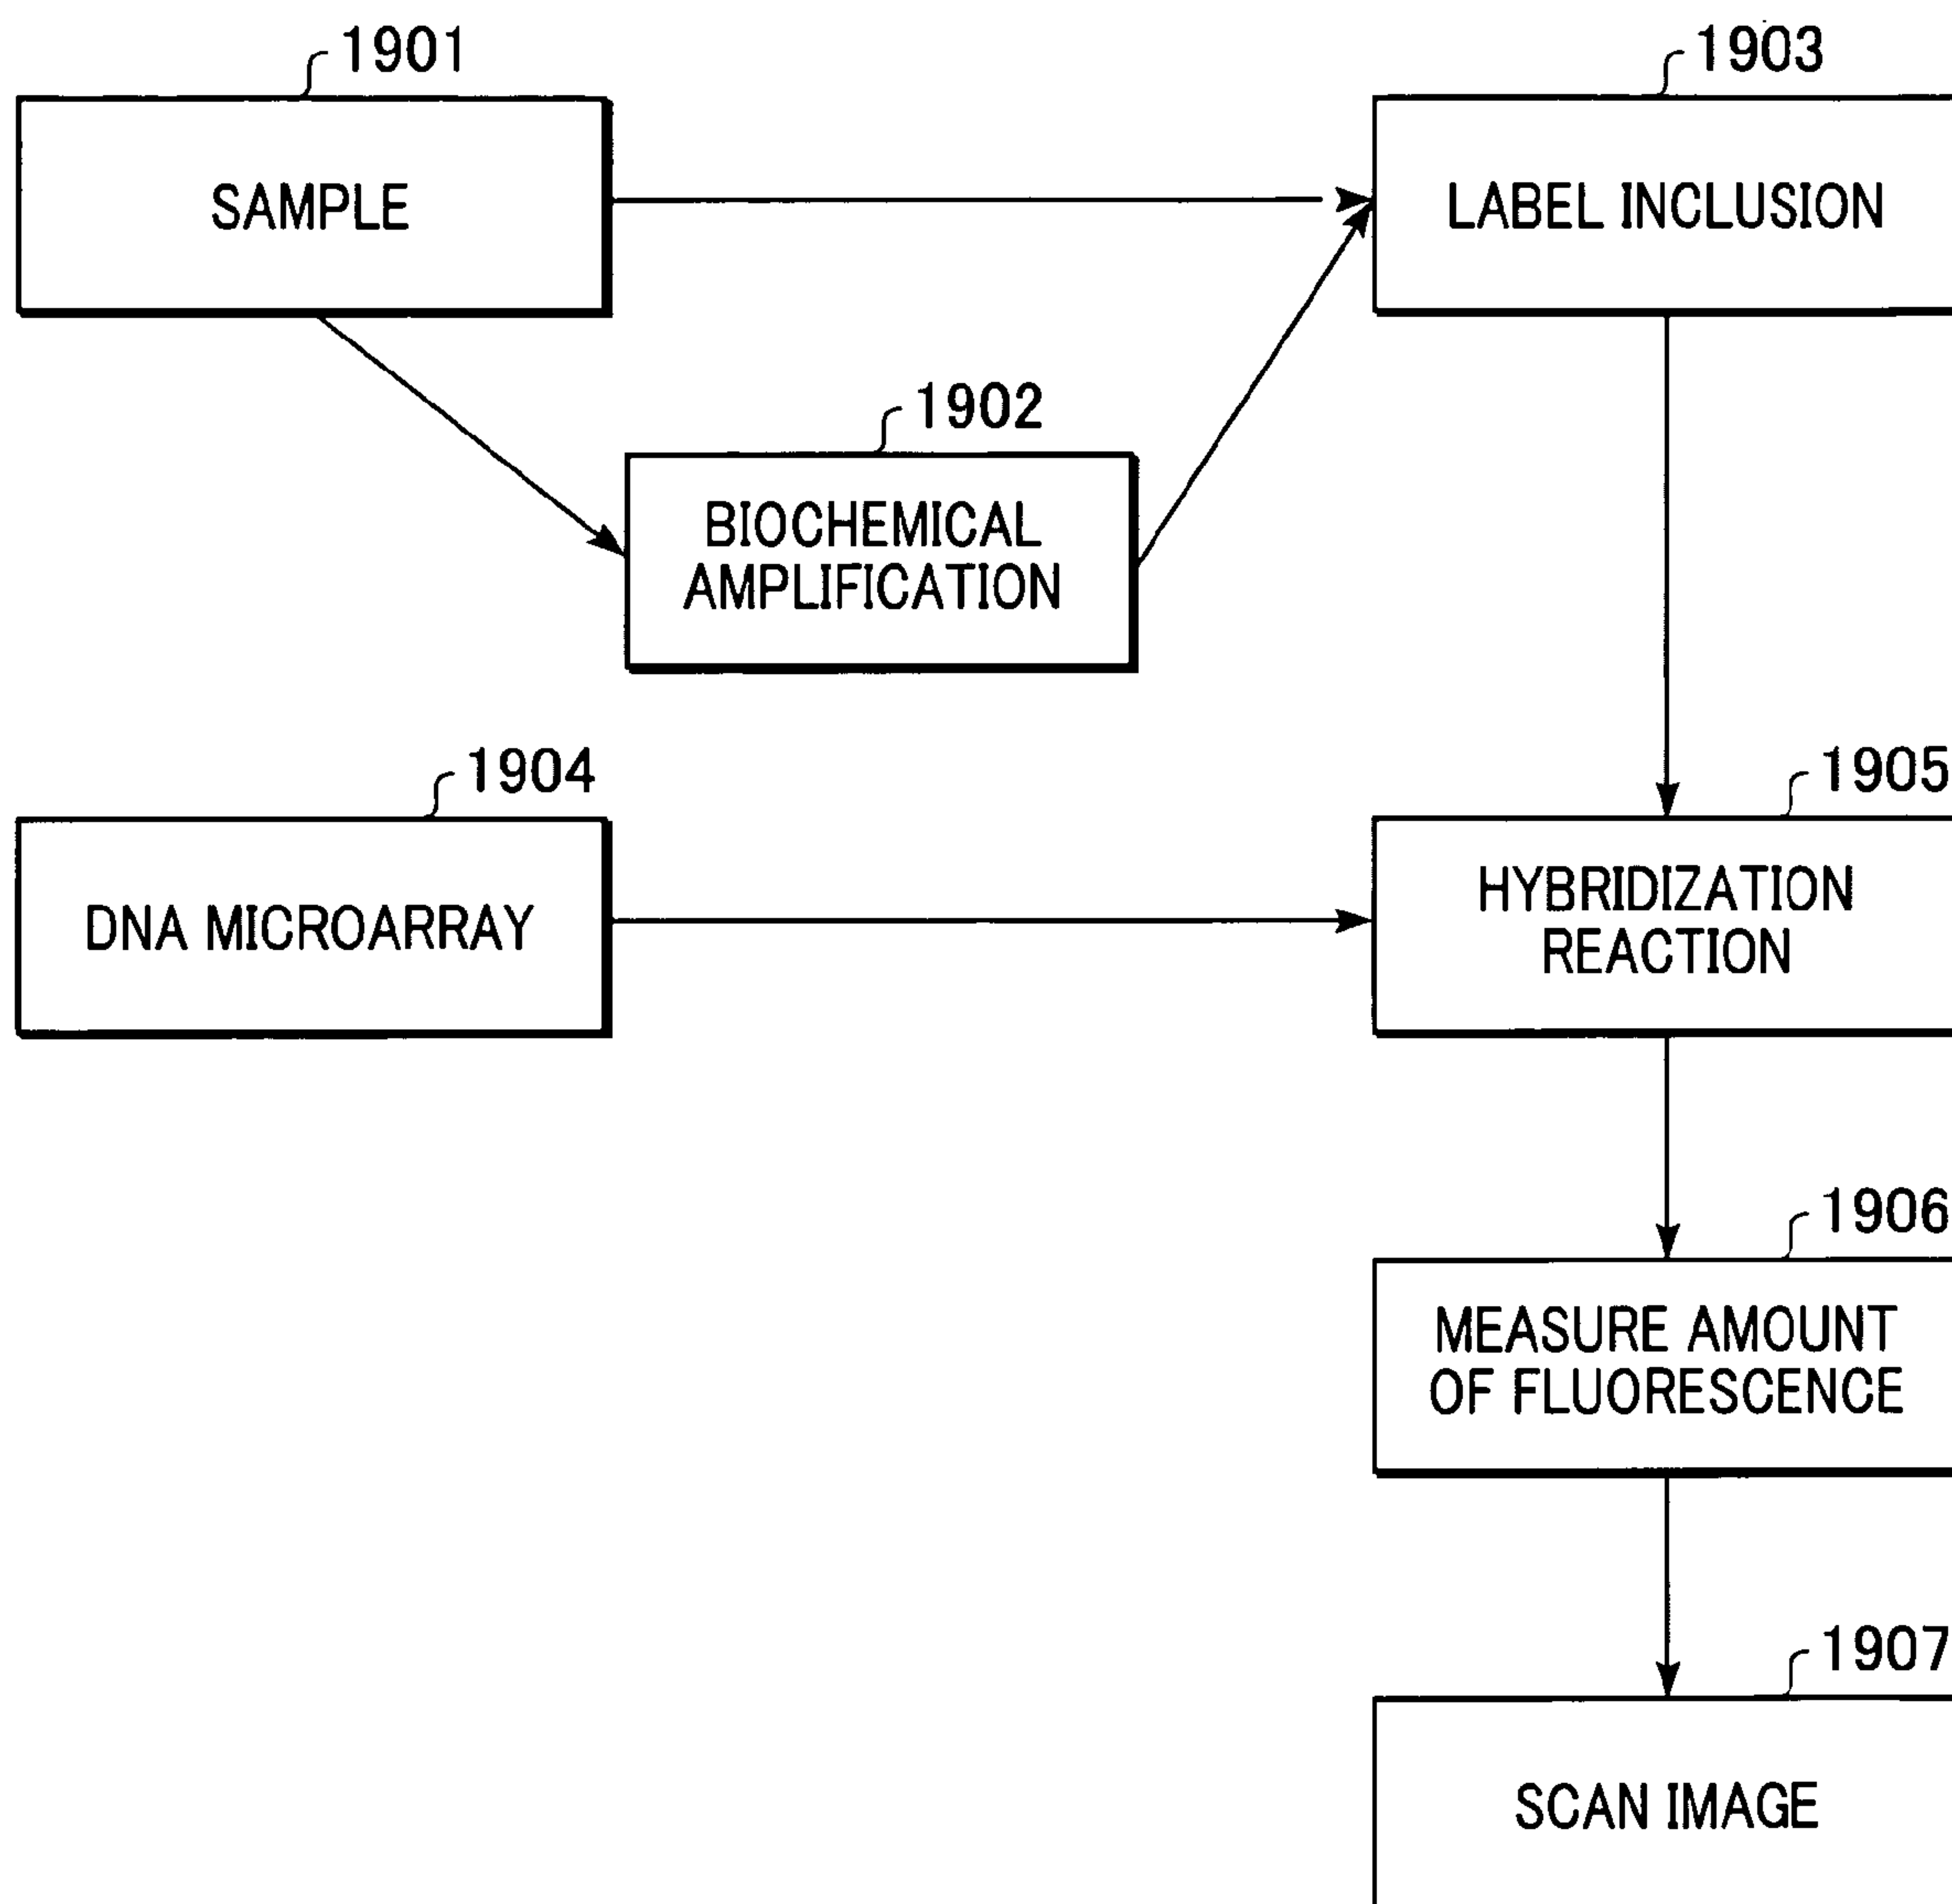 1901
1903
SAMPLE
LABEL INCLUSION
1902
BIOCHEMICAL
AMPLIFICATION
1904
1905
DNA MICROARRAY
HYBRIDIZATION
REACTION
1906
MEASURE AMOUNT
OF FLUORESCENCE
1907
SCAN IMAGE